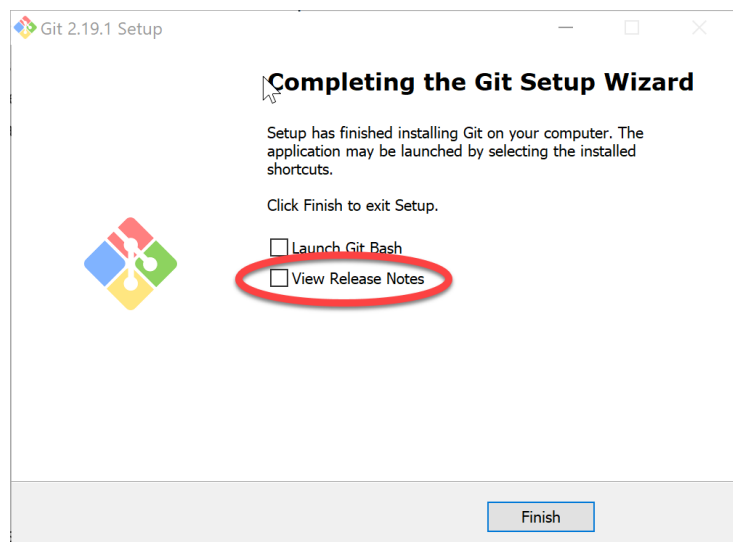 Git 2.19.1 Setup
Completing the Git Setup Wizard
Setup has finished installing Git on your computer. The
application may be launched by selecting the installed
shortcuts.
Click Finish to exit Setup.
Launch Git Bash
View Release Notes
Finish